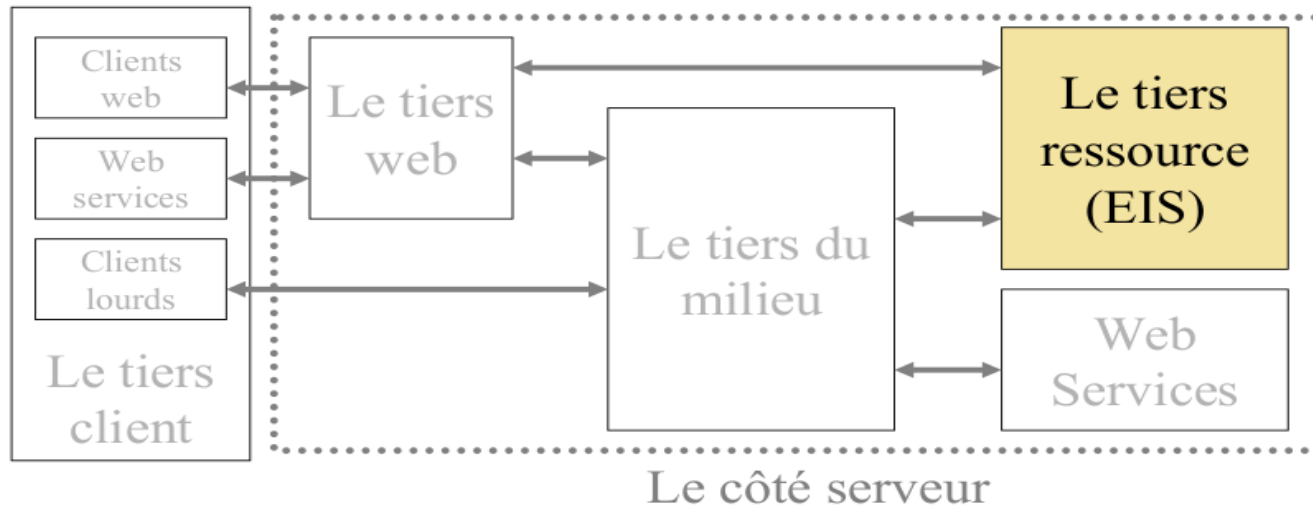 Clients
web
Web
services
Clients
lourds
Le tiers
client
Le tiers
web
Le tiers du
milieu
Le tiers
ressource
(EIS)
Web
Services
Le côté serveur